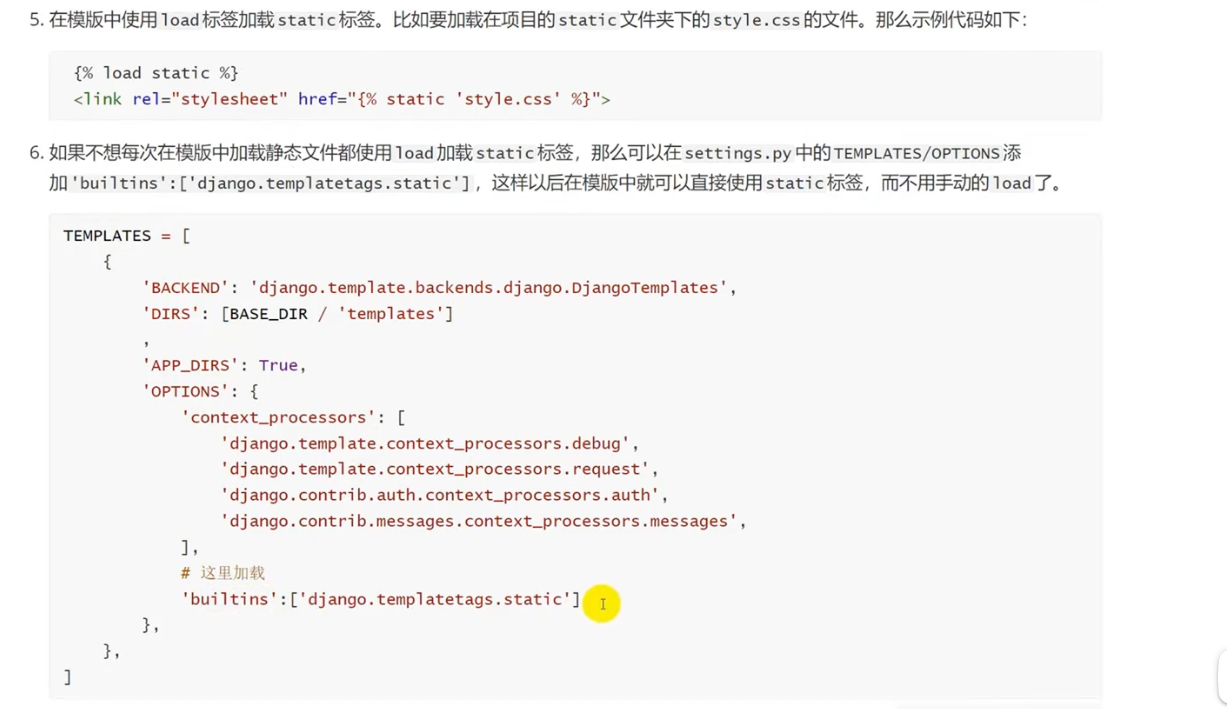 5. 在模版中使用load标签加载static标签。比如要加载在项目的static文件夹下的style.css的文件。那么示例代码如下：
{% load static %}
<link rel="stylesheet" href="{% static 'style.css' %}">
6. 如果不想每次在模版中加载静态文件都使用load加载static标签，那么可以在settings.py中的TEMPLATES/OPTIONS添
加'builtins':['django.templatetags.static']，这样以后在模版中就可以直接使用static标签，而不用手动的load了。
TEMPLATES = [
    {
        'BACKEND': 'django.template.backends.django.DjangoTemplates',
        'DIRS': [BASE_DIR / 'templates']
        ,
        'APP_DIRS': True,
        'OPTIONS': {
            'context_processors': [
                'django.template.context_processors.debug',
                'django.template.context_processors.request',
                'django.contrib.auth.context_processors.auth',
                'django.contrib.messages.context_processors.messages',
            ],
            # 这里加载
            'builtins':['django.templatetags.static']
        },
    },
]